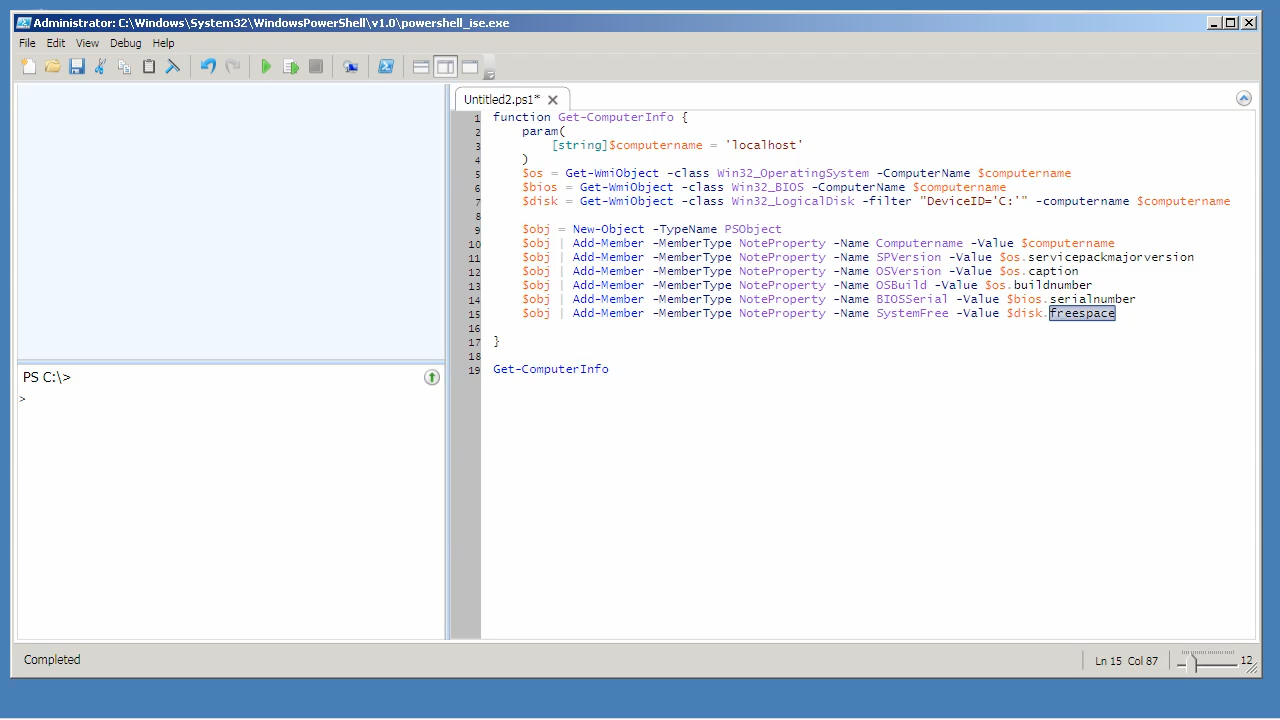 Administrator: C:\Windows\System32\WindowsPowerShell\v1.0\powershell_ise.exe
File Edit View Debug Help
Untitled2.ps1*
1 function Get-ComputerInfo {
2     param(
3         [string]$computername = 'localhost'
4     )
5     $os = Get-WmiObject -class Win32_OperatingSystem -ComputerName $computername
6     $bios = Get-WmiObject -class Win32_BIOS -ComputerName $computername
7     $disk = Get-WmiObject -class Win32_LogicalDisk -filter "DeviceID='C:'" -computername $computername
8
9     $obj = New-Object -TypeName PSObject
10     $obj | Add-Member -MemberType NoteProperty -Name Computername -Value $computername
11     $obj | Add-Member -MemberType NoteProperty -Name SPVersion -Value $os.servicepackmajorversion
12     $obj | Add-Member -MemberType NoteProperty -Name OSVersion -Value $os.caption
13     $obj | Add-Member -MemberType NoteProperty -Name OSBuild -Value $os.buildnumber
14     $obj | Add-Member -MemberType NoteProperty -Name BIOSSerial -Value $bios.serialnumber
15     $obj | Add-Member -MemberType NoteProperty -Name SystemFree -Value $disk.freespace
16
17 }
18
19 Get-ComputerInfo
PS C:\>
>
Completed
Ln 15 Col 87
12